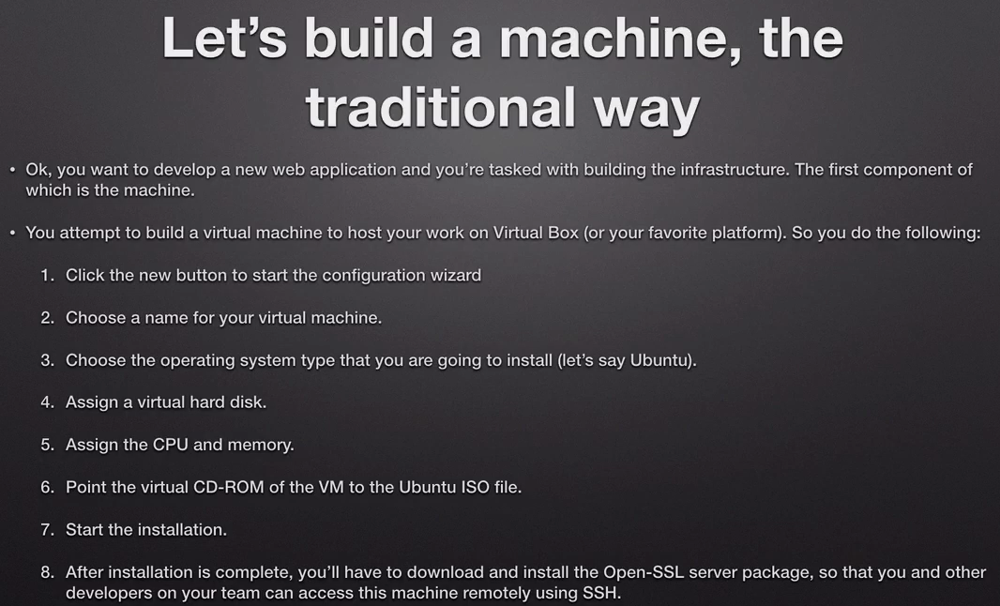 Let’s build a machine, the
traditional way
• Ok, you want to develop a new web application and you’re tasked with building the infrastructure. The first component of
which is the machine.
• You attempt to build a virtual machine to host your work on Virtual Box (or your favorite platform). So you do the following:
1. Click the new button to start the configuration wizard
2. Choose a name for your virtual machine.
3. Choose the operating system type that you are going to install (let’s say Ubuntu).
4. Assign a virtual hard disk.
5. Assign the CPU and memory.
6. Point the virtual CD-ROM of the VM to the Ubuntu ISO file.
7. Start the installation.
8. After installation is complete, you’ll have to download and install the Open-SSL server package, so that you and other
developers on your team can access this machine remotely using SSH.